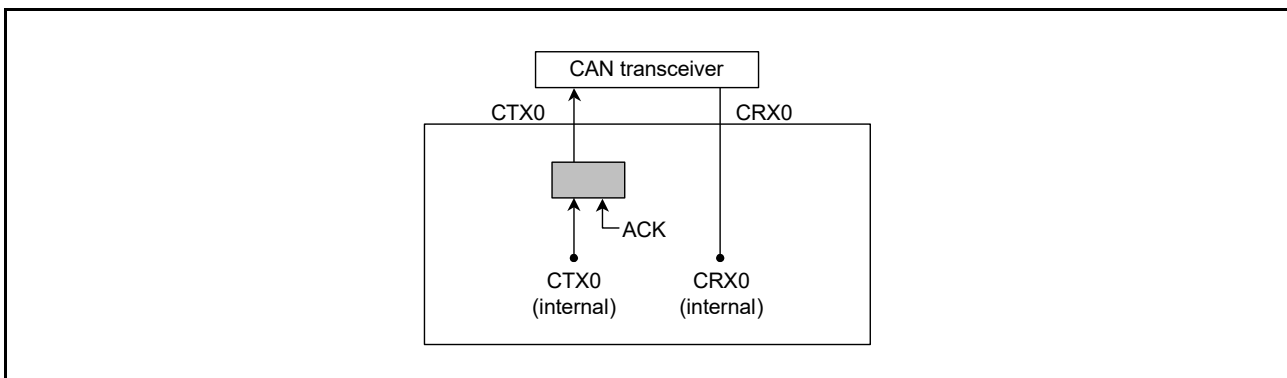 CAN transceiver
CTX0
CRX0
ACK
CTX0
(internal)
CRX0
(internal)